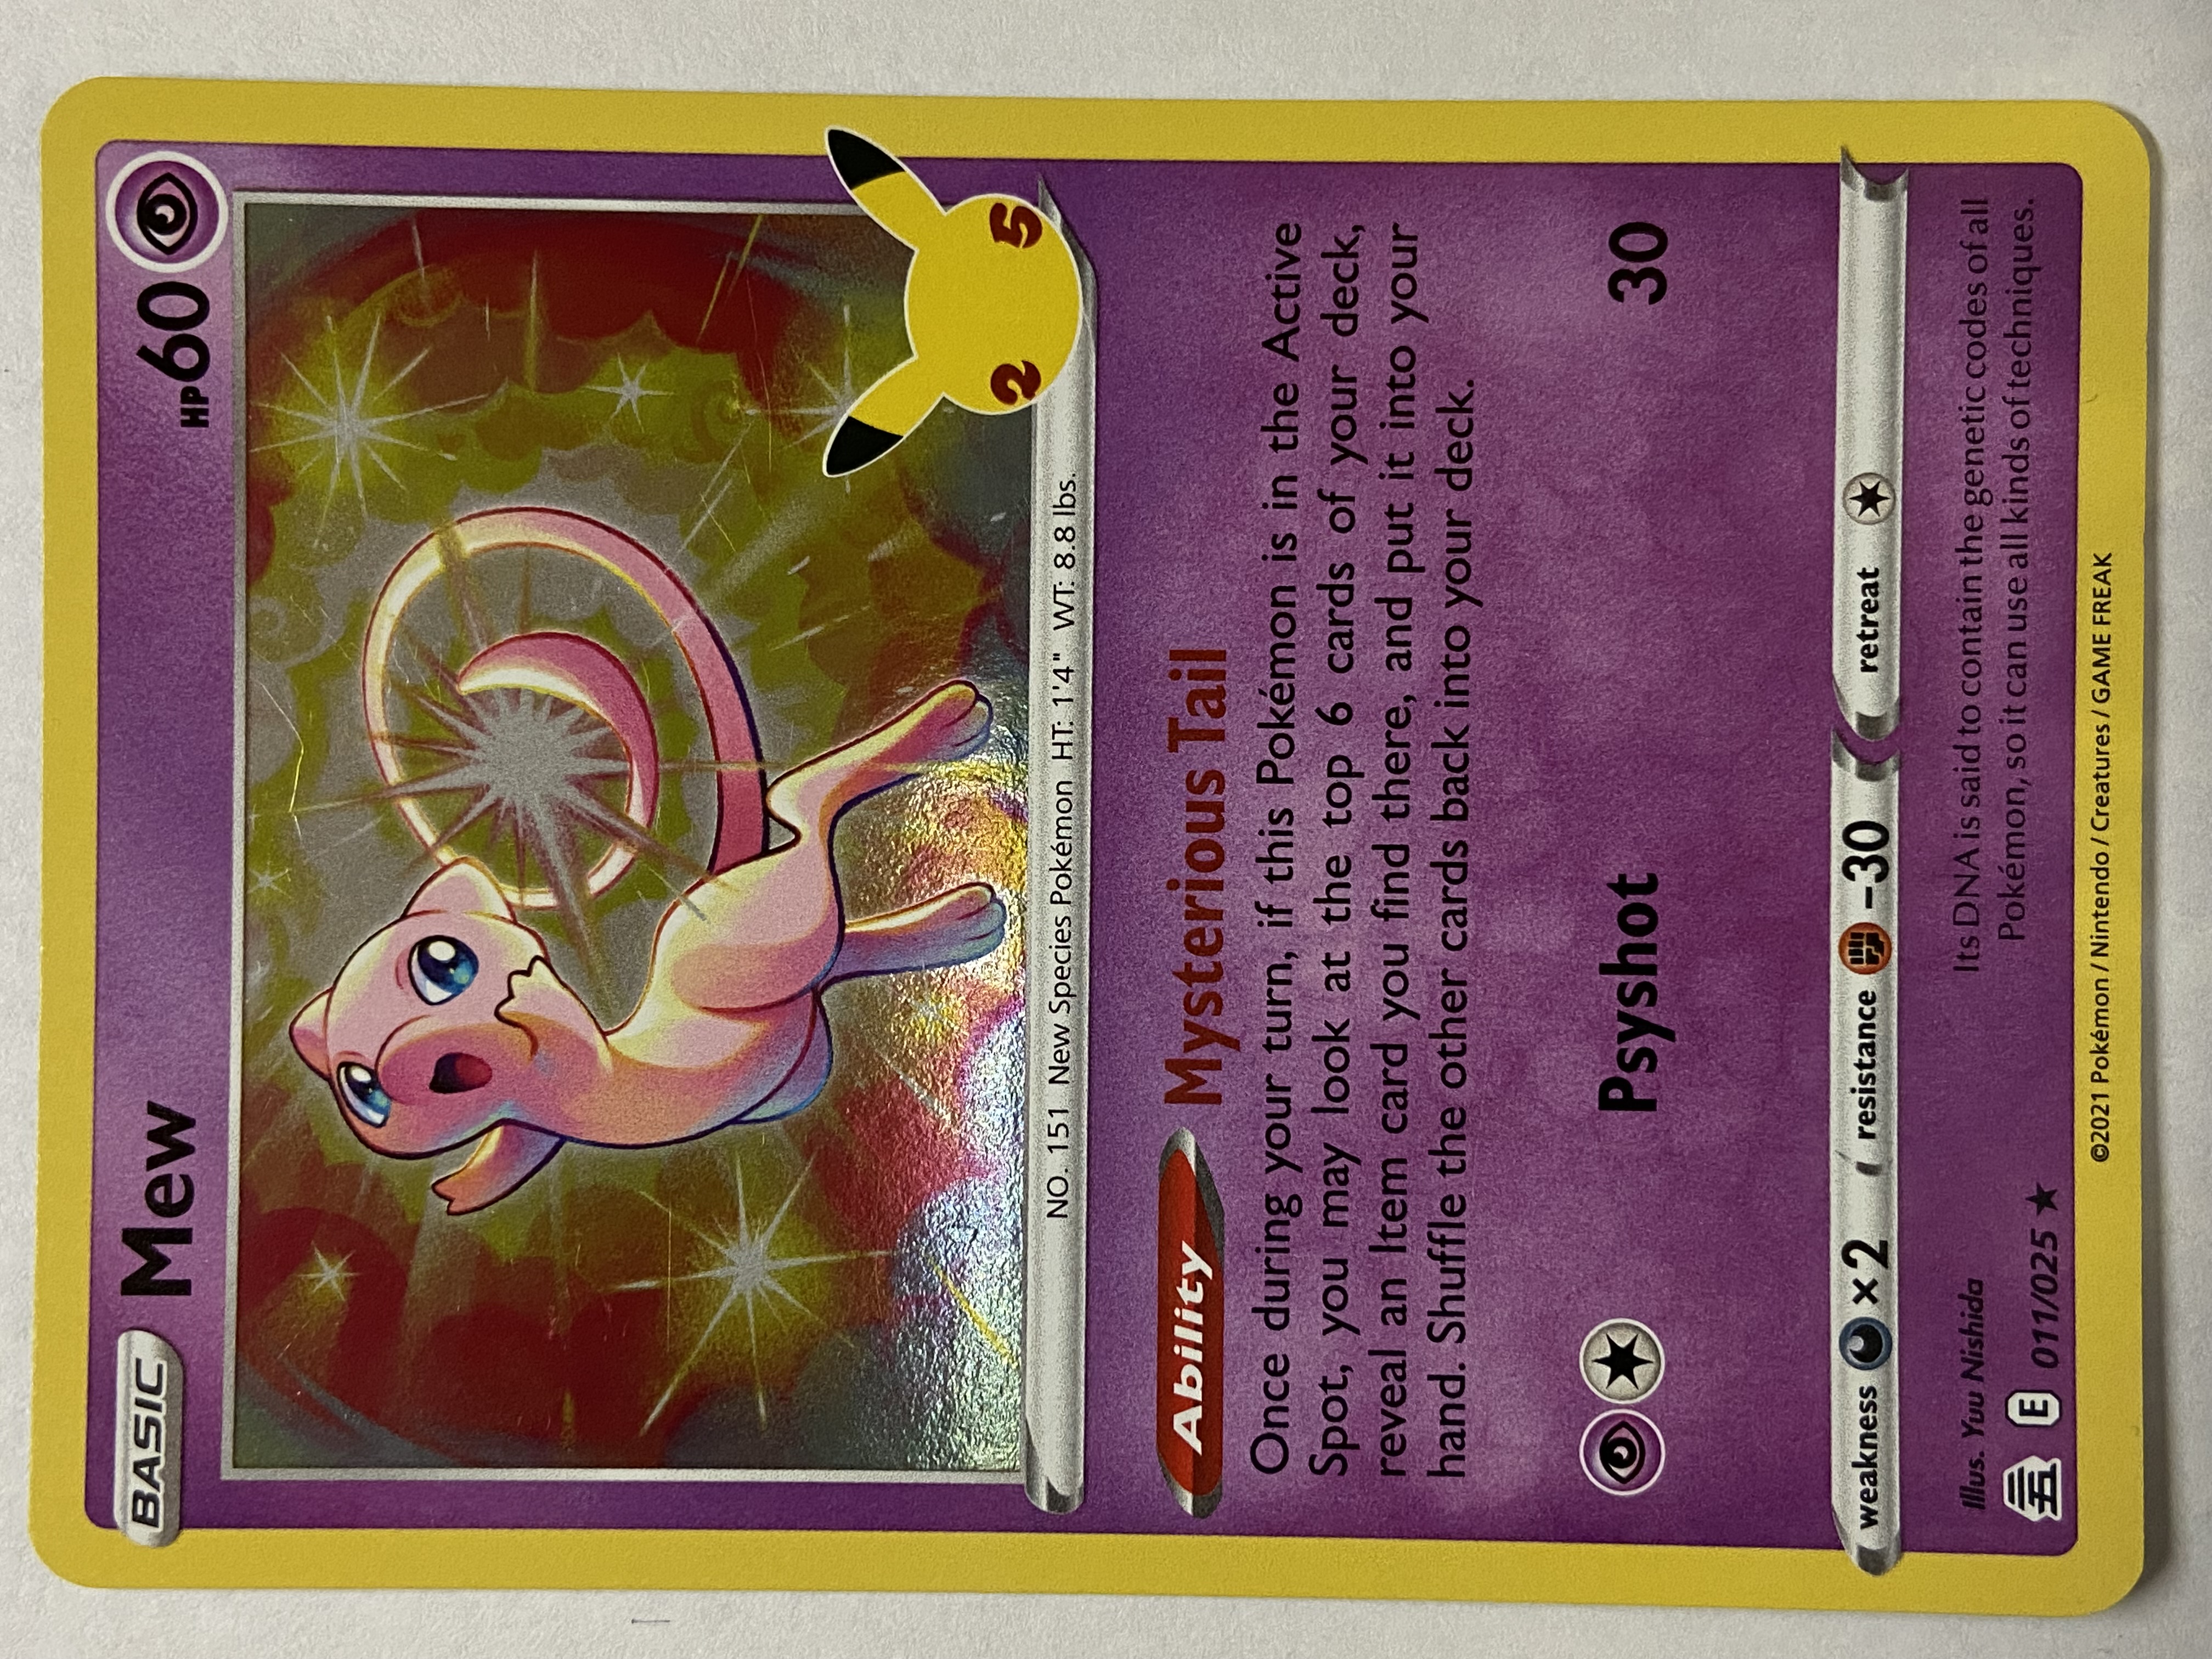 BASIC Mew HP 60
2 5
NO. 151 New Species Pokémon HT: 1'4" WT: 8.8 lbs.
Ability Mysterious Tail
Once during your turn, if this Pokémon is in the Active
Spot, you may look at the top 6 cards of your deck,
reveal an Item card you find there, and put it into your
hand. Shuffle the other cards back into your deck.
Psyshot 30
weakness ×2 resistance -30 retreat
Illus. Yuu Nishida
Its DNA is said to contain the genetic codes of all
Pokémon, so it can use all kinds of techniques.
五 E 011/025 ★
©2021 Pokémon / Nintendo / Creatures / GAME FREAK